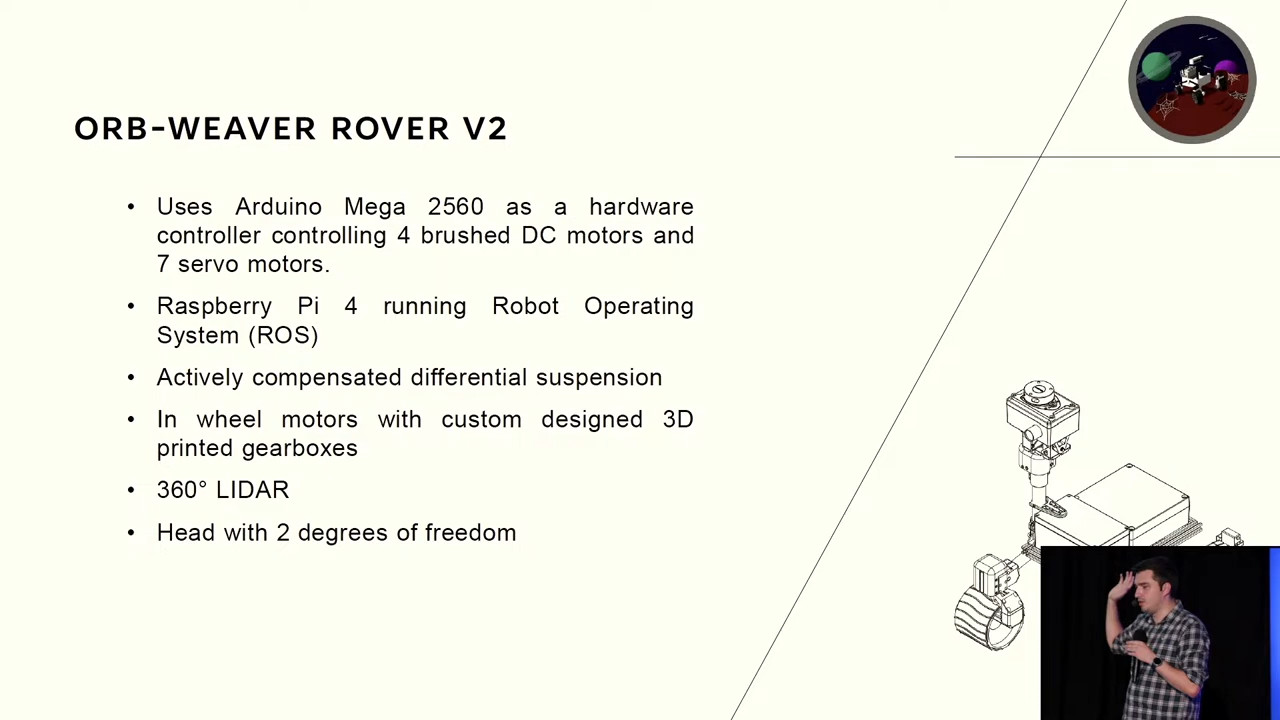 ORB-WEAVER ROVER V2
• Uses Arduino Mega 2560 as a hardware
controller controlling 4 brushed DC motors and
7 servo motors.
• Raspberry Pi 4 running Robot Operating
System (ROS)
• Actively compensated differential suspension
• In wheel motors with custom designed 3D
printed gearboxes
• 360° LIDAR
• Head with 2 degrees of freedom